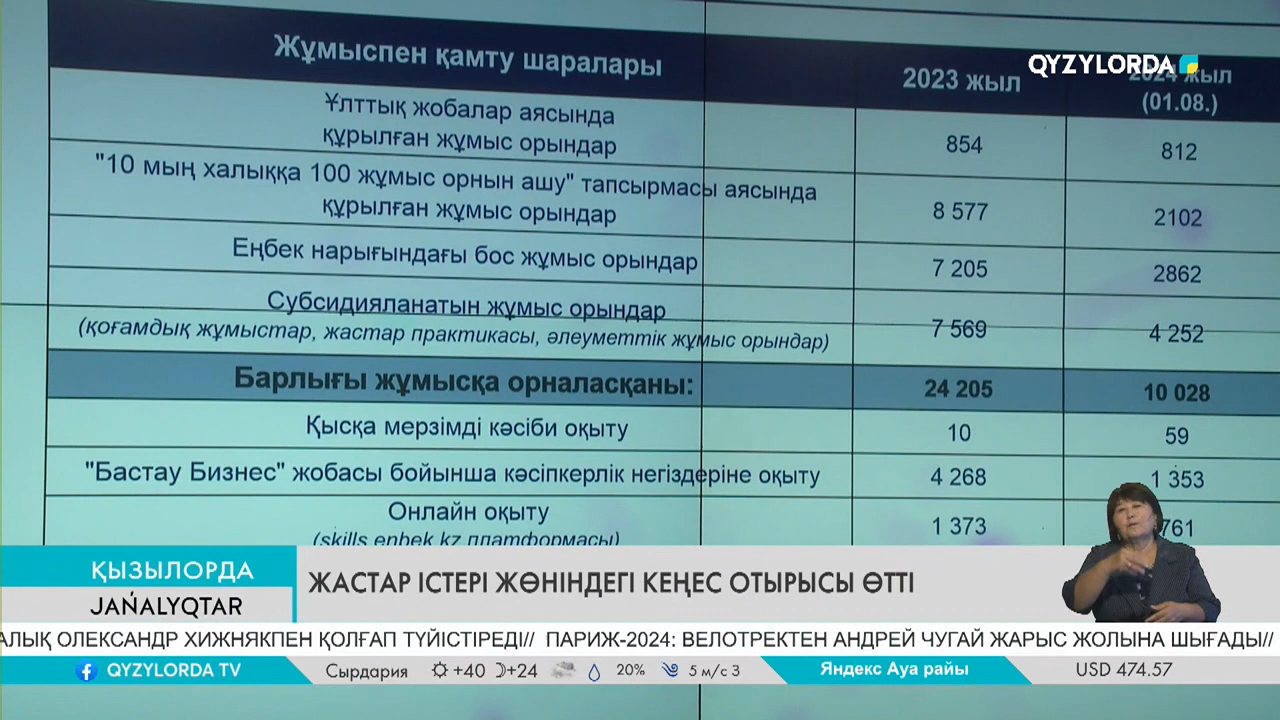 QYZYLORDA
Жұмыспен қамту шаралары
2023 жыл
2024 жыл
(01.08.)
Ұлттық жобалар аясында
құрылған жұмыс орындар
854
812
"10 мың халыққа 100 жұмыс орнын ашу" тапсырмасы аясында
құрылған жұмыс орындар
8 577
2102
Еңбек нарығындағы бос жұмыс орындар
7 205
2862
Субсидияланатын жұмыс орындар
(қоғамдық жұмыстар, жастар практикасы, әлеуметтік жұмыс орындар)
7 569
4 252
Барлығы жұмысқа орналасқаны:
24 205
10 028
Қысқа мерзімді кәсіби оқыту
10
59
"Бастау Бизнес" жобасы бойынша кәсіпкерлік негіздеріне оқыту
4 268
1 353
Онлайн оқыту
(skills.enbek.kz платформасы)
1 373
761
ҚЫЗЫЛОРДА
JAŃALYQTAR
ЖАСТАР ІСТЕРІ ЖӨНІНДЕГІ КЕҢЕС ОТЫРЫСЫ ӨТТІ
АЛЫҚ ОЛЕКСАНДР ХИЖНЯКПЕН ҚОЛҒАП ТҮЙІСТІРЕДІ// ПАРИЖ-2024: ВЕЛОТРЕКТЕН АНДРЕЙ ЧУГАЙ ЖАРЫС ЖОЛЫНА ШЫҒАДЫ//
QYZYLORDA TV
Сырдария
+40
+24
20%
5 м/с З
Яндекс Ауа райы
USD 474.57